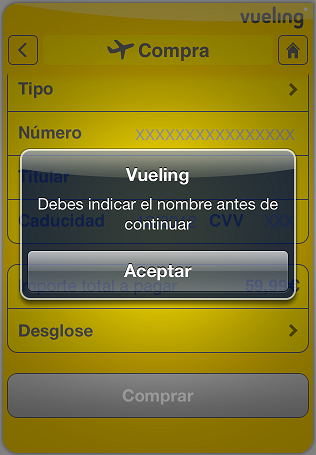 vueling
Compra
Tipo
Número XXXXXXXXXXXXXXXX
Titular
Vueling
Debes indicar el nombre antes de
continuar
Caducidad CVV XXX
Aceptar
Importe total a pagar 59,99€
Desglose
Comprar